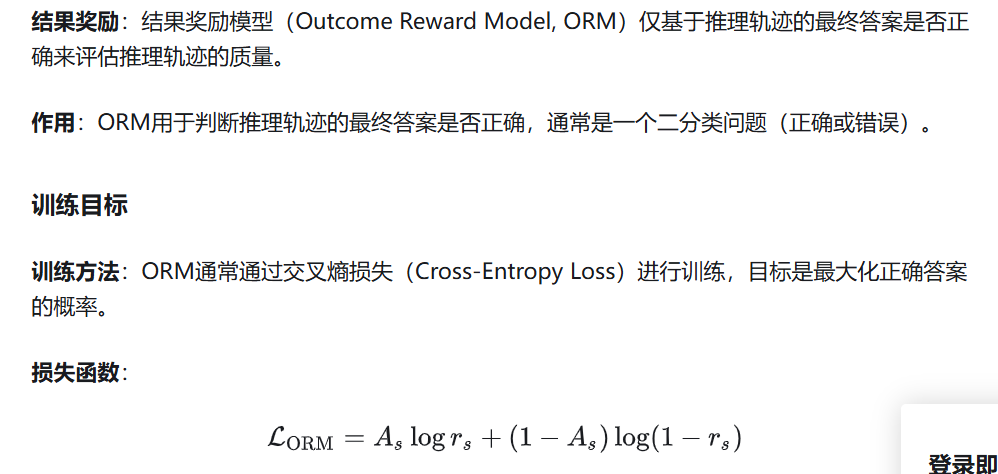 结果奖励：结果奖励模型（Outcome Reward Model, ORM）仅基于推理轨迹的最终答案是否正
确来评估推理轨迹的质量。
作用：ORM用于判断推理轨迹的最终答案是否正确，通常是一个二分类问题（正确或错误）。
训练目标
训练方法：ORM通常通过交叉熵损失（Cross-Entropy Loss）进行训练，目标是最大化正确答案
的概率。
损失函数：
ℒ_ORM = A_s log r_s + (1 − A_s) log(1 − r_s)
登录即